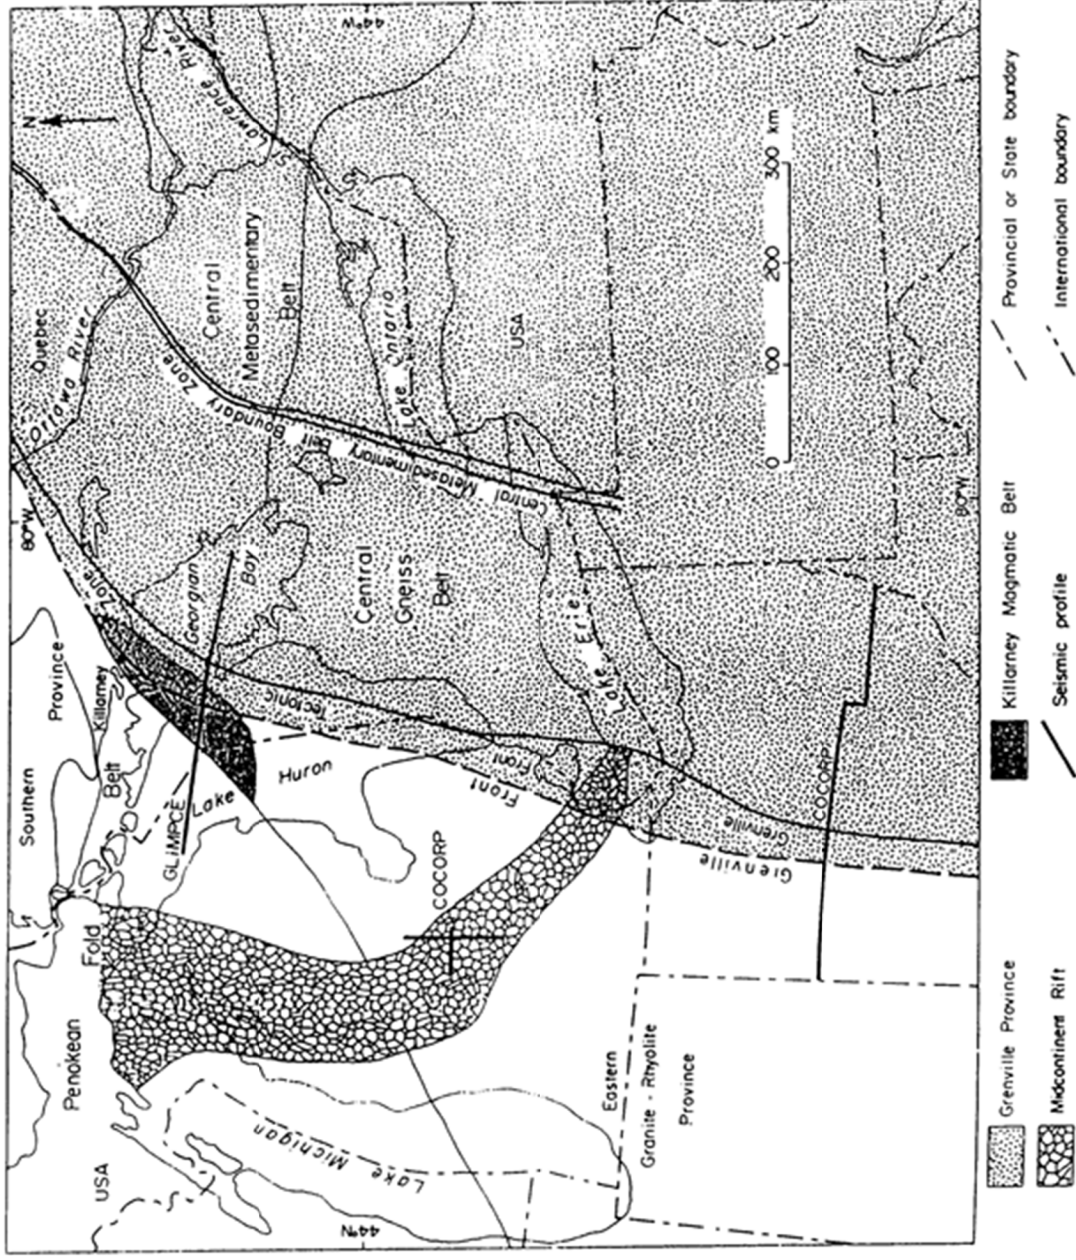 44°W
N
St. Lawrence River
Quebec
Ottawa River
80°W
Central
Metasedimentary
Belt
Lake Ontario
USA
Central Metasedimentary Belt Boundary Zone
Georgian
Bay
Central
Gneiss
Belt
Lake Erie
Province
Southern
Killarney
Belt
GLIMPCE
Lake
Huron
Grenville Front Tectonic Zone
Grenville Front
COCORP
COCORP
Fold
Penokean
USA
Lake Michigan
44°N
Eastern
Granite - Rhyolite
Province
80°W
0 100 200 300 km
Grenville Province
Midcontinent Rift
Killarney Magmatic Belt
Seismic profile
Provincial or State boundary
International boundary